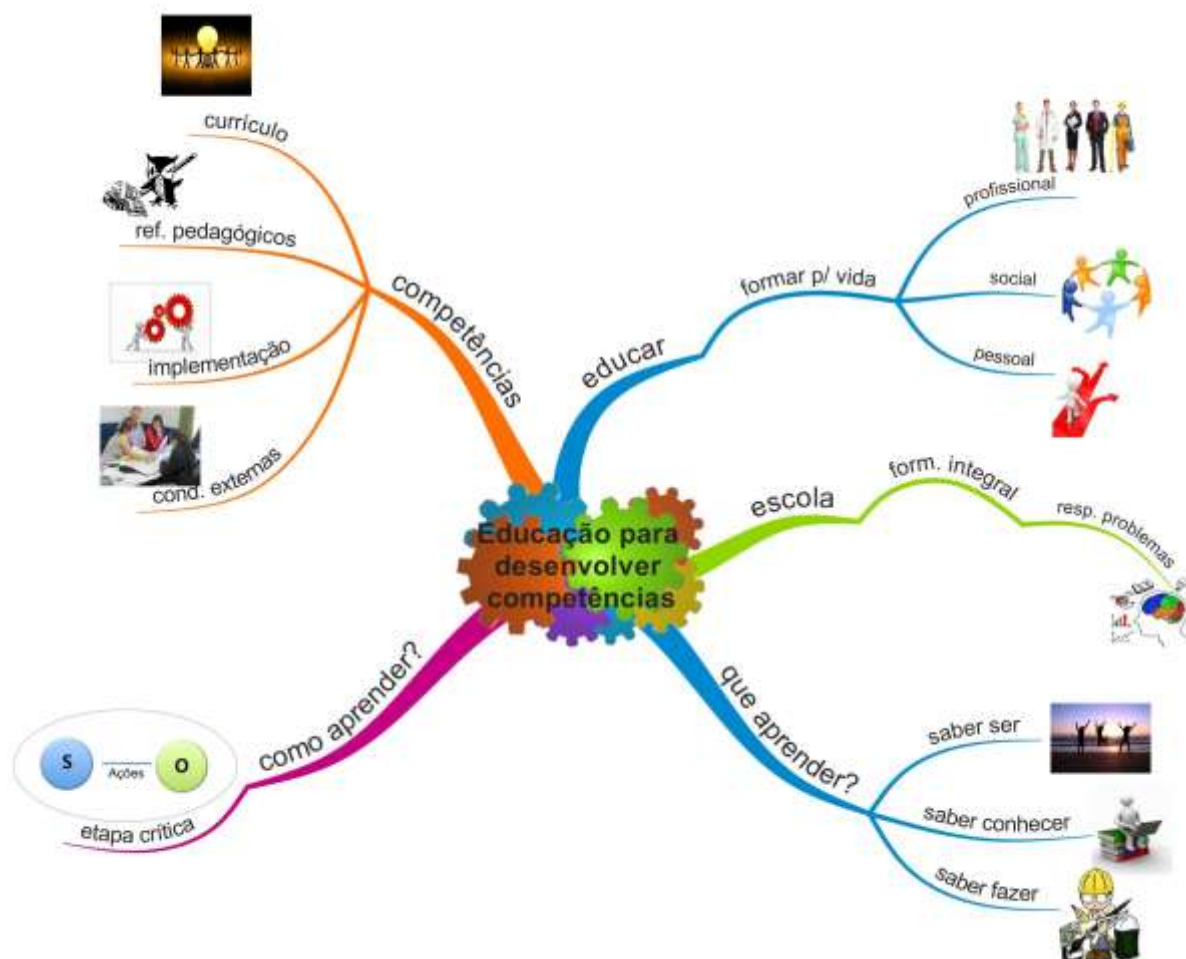 currículo
ref. pedagógicos
implementação
cond. externas
competências
educar
formar p/ vida
profissional
social
pessoal
escola
form. integral
resp. problemas
Educação para
desenvolver
competências
que aprender?
saber ser
saber conhecer
saber fazer
como aprender?
S
Ações
O
etapa crítica